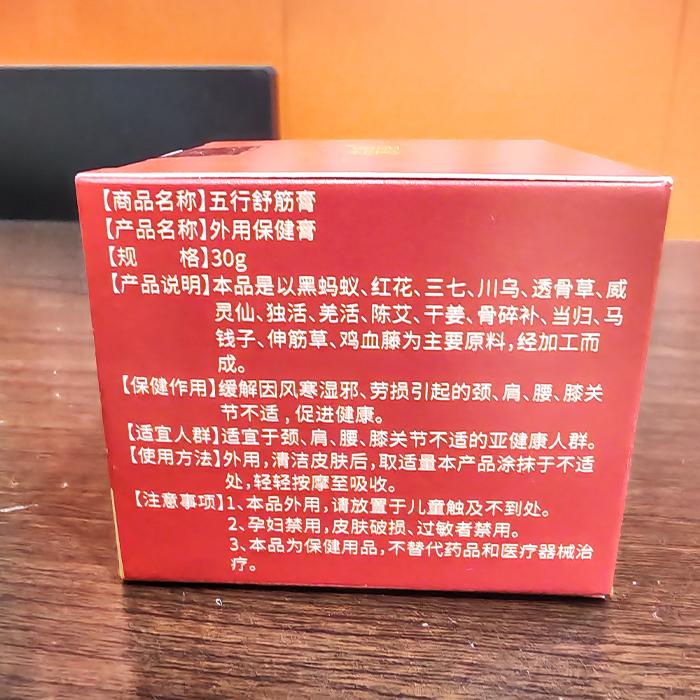 【商品名称】五行舒筋膏
【产品名称】外用保健膏
【规 格】30g
【产品说明】本品是以黑蚂蚁、红花、三七、川乌、透骨草、威
灵仙、独活、羌活、陈艾、干姜、骨碎补、当归、马
钱子、伸筋草、鸡血藤为主要原料,经加工而
成。
【保健作用】缓解因风寒湿邪、劳损引起的颈、肩、腰、膝关
节不适,促进健康。
【适宜人群】适宜于颈、肩、腰、膝关节不适的亚健康人群。
【使用方法】外用,清洁皮肤后,取适量本产品涂抹于不适
处,轻轻按摩至吸收。
【注意事项】1、本品外用,请放置于儿童触及不到处。
2、孕妇禁用,皮肤破损、过敏者禁用。
3、本品为保健用品,不替代药品和医疗器械治
疗。